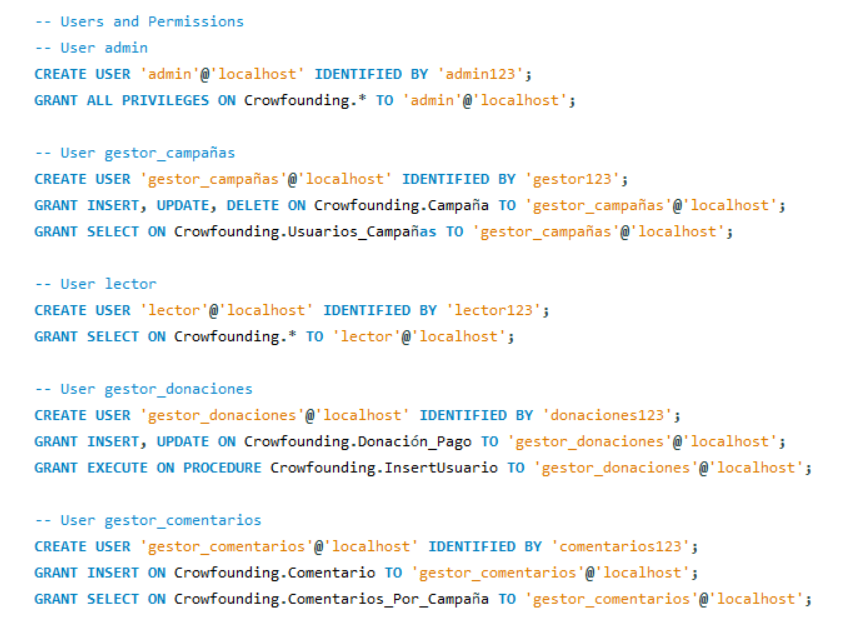 -- Users and Permissions
-- User admin
CREATE USER 'admin'@'localhost' IDENTIFIED BY 'admin123';
GRANT ALL PRIVILEGES ON Crowfounding.* TO 'admin'@'localhost';
-- User gestor_campañas
CREATE USER 'gestor_campañas'@'localhost' IDENTIFIED BY 'gestor123';
GRANT INSERT, UPDATE, DELETE ON Crowfounding.Campaña TO 'gestor_campañas'@'localhost';
GRANT SELECT ON Crowfounding.Usuarios_Campañas TO 'gestor_campañas'@'localhost';
-- User lector
CREATE USER 'lector'@'localhost' IDENTIFIED BY 'lector123';
GRANT SELECT ON Crowfounding.* TO 'lector'@'localhost';
-- User gestor_donaciones
CREATE USER 'gestor_donaciones'@'localhost' IDENTIFIED BY 'donaciones123';
GRANT INSERT, UPDATE ON Crowfounding.Donación_Pago TO 'gestor_donaciones'@'localhost';
GRANT EXECUTE ON PROCEDURE Crowfounding.InsertUsuario TO 'gestor_donaciones'@'localhost';
-- User gestor_comentarios
CREATE USER 'gestor_comentarios'@'localhost' IDENTIFIED BY 'comentarios123';
GRANT INSERT ON Crowfounding.Comentario TO 'gestor_comentarios'@'localhost';
GRANT SELECT ON Crowfounding.Comentarios_Por_Campaña TO 'gestor_comentarios'@'localhost';